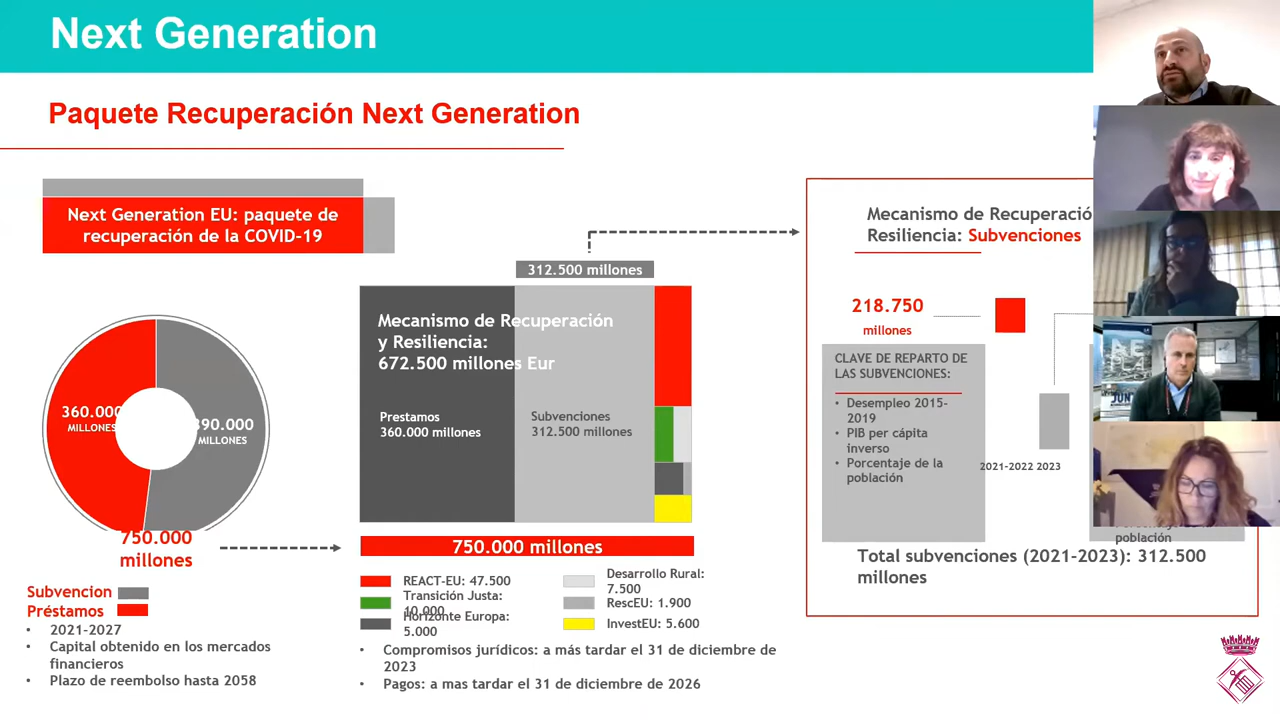 Next Generation
Paquete Recuperación Next Generation
Next Generation EU: paquete de
recuperación de la COVID-19
360.000
MILLONES
390.000
MILLONES
750.000
millones
Subvencion
Préstamos
• 2021-2027
• Capital obtenido en los mercados
financieros
• Plazo de reembolso hasta 2058
312.500 millones
Mecanismo de Recuperación
y Resiliencia:
672.500 millones Eur
Prestamos
360.000 millones
Subvenciones
312.500 millones
750.000 millones
REACT-EU: 47.500
Transición Justa:
10.000
Horizonte Europa:
5.000
Desarrollo Rural:
7.500
RescEU: 1.900
InvestEU: 5.600
• Compromisos jurídicos: a más tardar el 31 de diciembre de
2023
• Pagos: a mas tardar el 31 de diciembre de 2026
Mecanismo de Recuperació
Resiliencia: Subvenciones
218.750
millones
CLAVE DE REPARTO DE
LAS SUBVENCIONES:
• Desempleo 2015-
2019
• PIB per cápita
inverso
• Porcentaje de la
población
2021-2022 2023
población
Total subvenciones (2021-2023): 312.500
millones